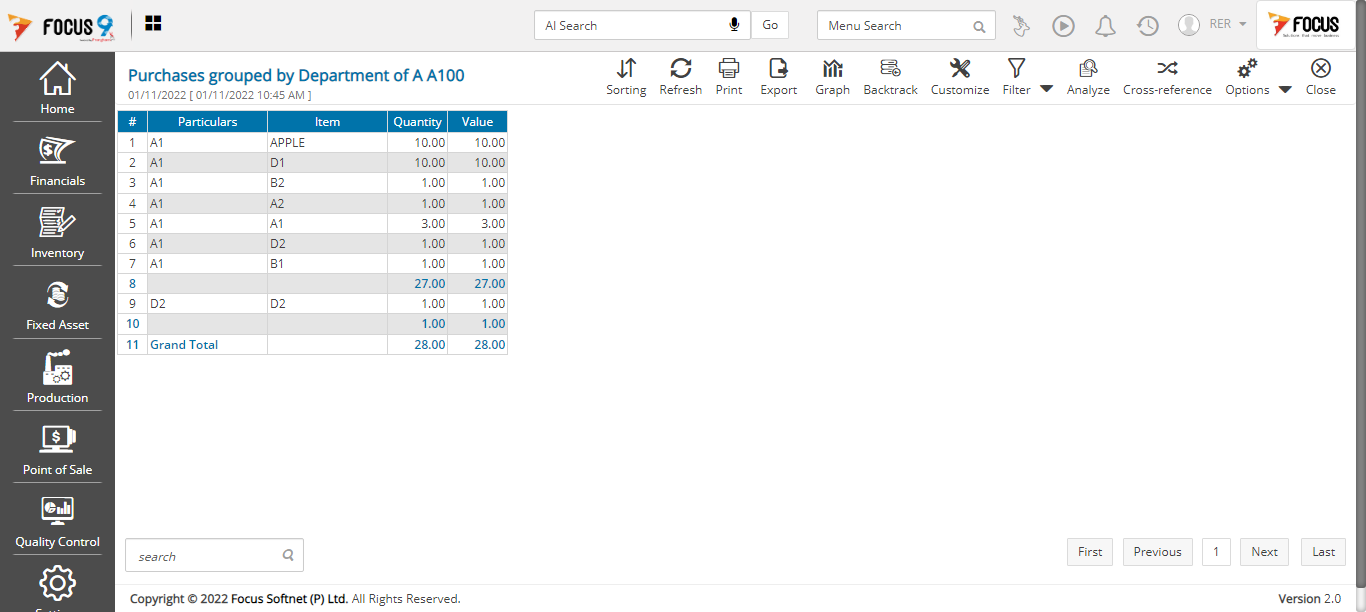 FOCUS 9
AI Search
Go
Menu Search
RER
FOCUS
Home
Financials
Inventory
Fixed Asset
Production
Point of Sale
Quality Control
Purchases grouped by Department of A A100
01/11/2022 [ 01/11/2022 10:45 AM ]
Sorting Refresh Print Export Graph Backtrack Customize Filter Analyze Cross-reference Options Close
# Particulars Item Quantity Value
1 A1 APPLE 10.00 10.00
2 A1 D1 10.00 10.00
3 A1 B2 1.00 1.00
4 A1 A2 1.00 1.00
5 A1 A1 3.00 3.00
6 A1 D2 1.00 1.00
7 A1 B1 1.00 1.00
8 27.00 27.00
9 D2 D2 1.00 1.00
10 1.00 1.00
11 Grand Total 28.00 28.00
search
First Previous 1 Next Last
Copyright © 2022 Focus Softnet (P) Ltd. All Rights Reserved.
Version 2.0